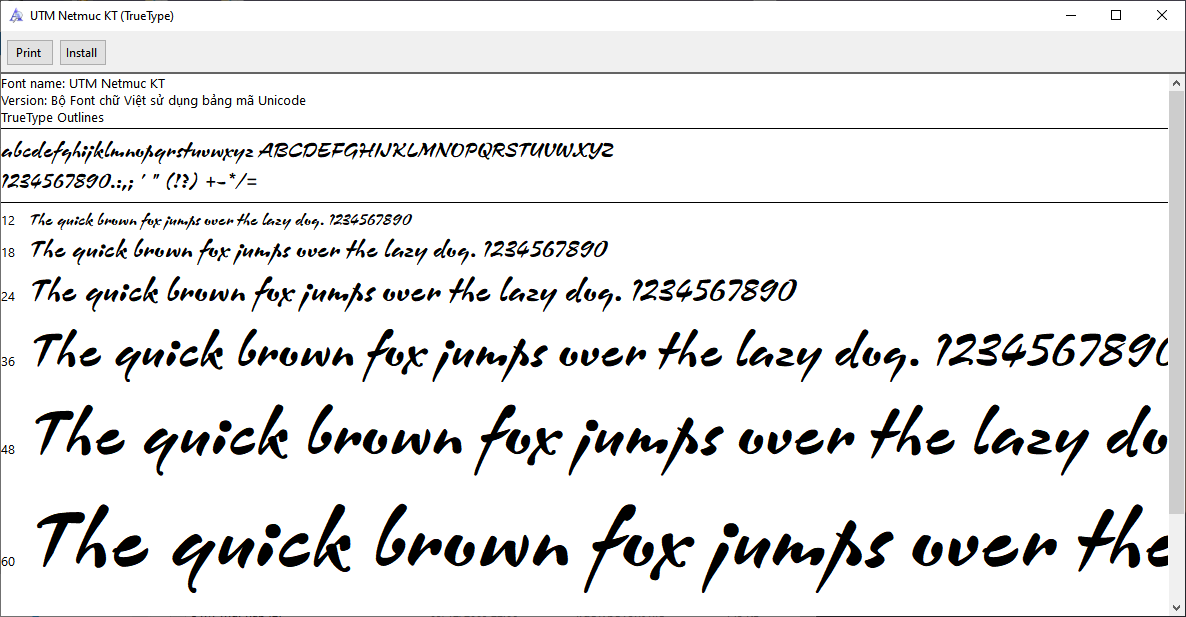 UTM Netmuc KT (TrueType)
Print Install
Font name: UTM Netmuc KT
Version: Bộ Font chữ Việt sử dụng bảng mã Unicode
TrueType Outlines
abcdefghijklmnopqrstuvwxyz ABCDEFGHIJKLMNOPQRSTUVWXYZ
1234567890.:,; ' " (!?) +-*/=
12 The quick brown fox jumps over the lazy dog. 1234567890
18 The quick brown fox jumps over the lazy dog. 1234567890
24 The quick brown fox jumps over the lazy dog. 1234567890
36 The quick brown fox jumps over the lazy dog. 1234567890
48 The quick brown fox jumps over the lazy do
60 The quick brown fox jumps over the